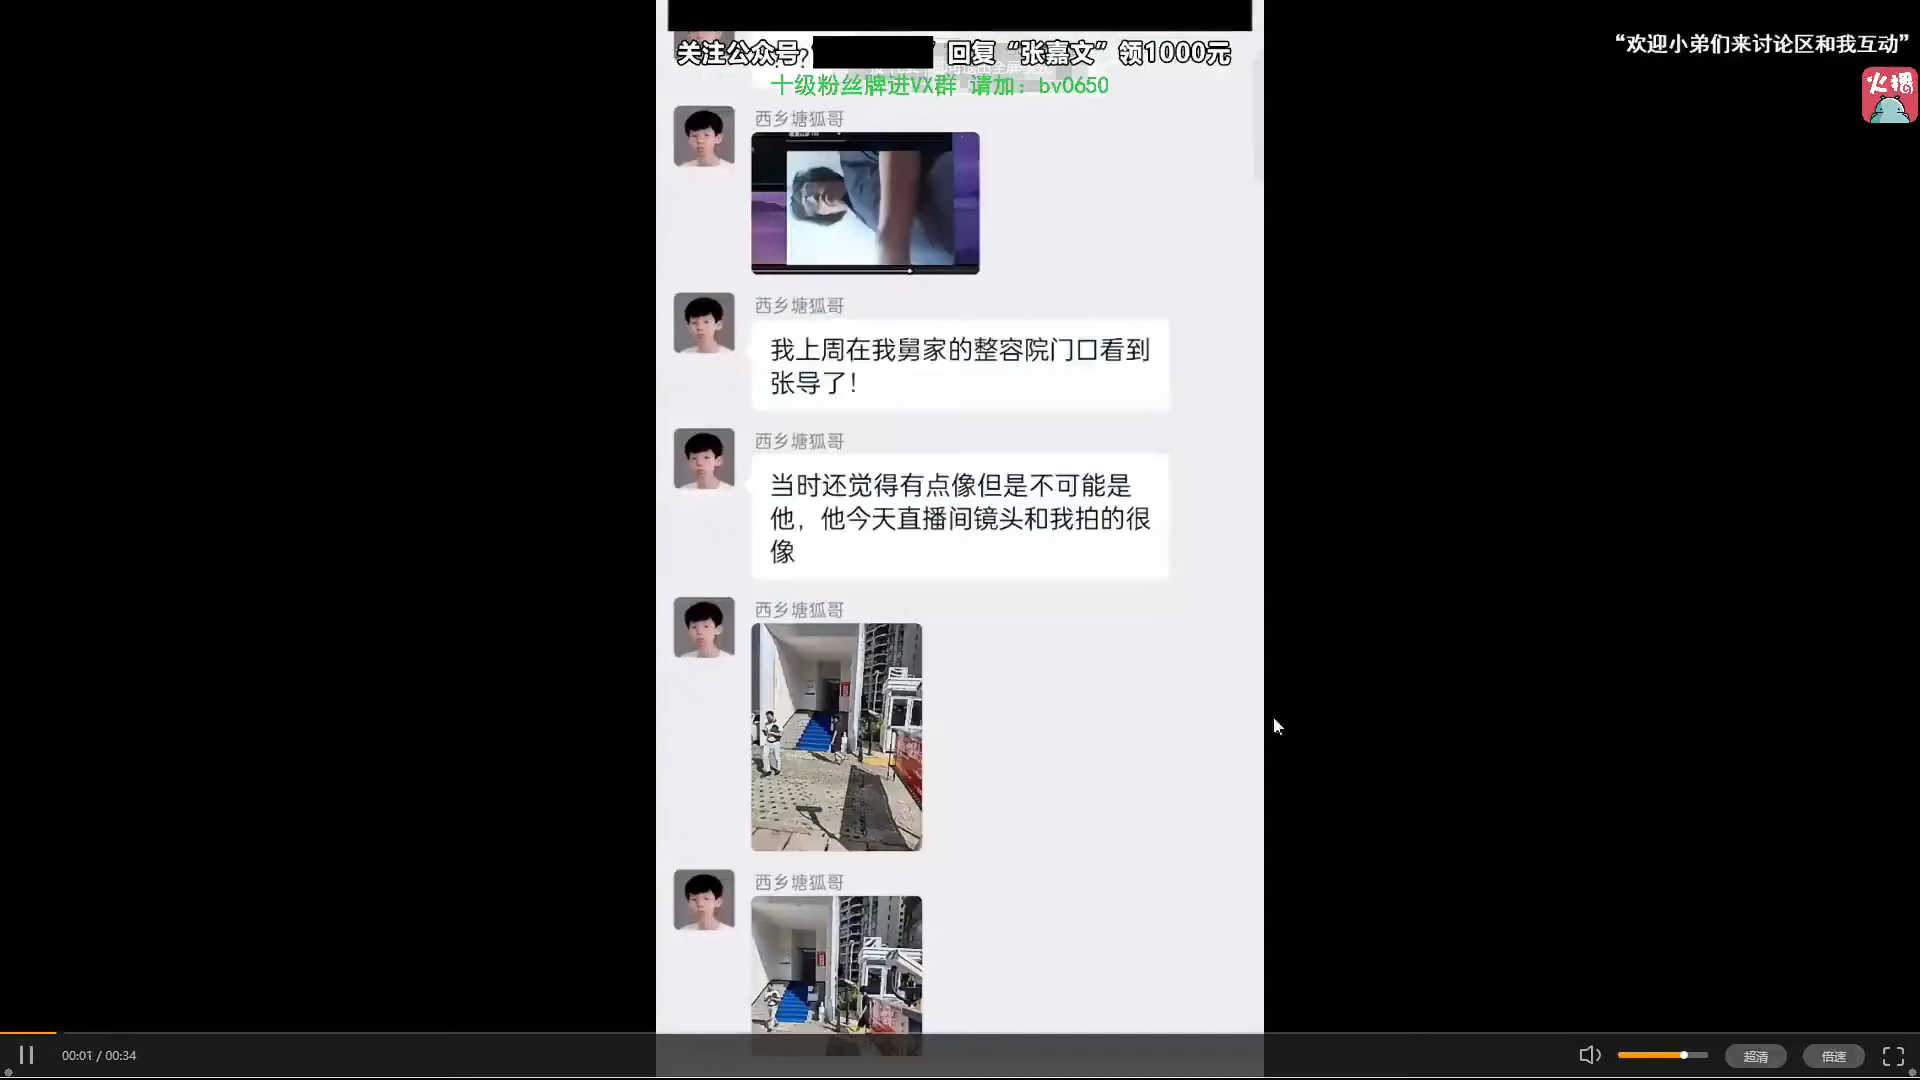 关注公众号“
”回复“张嘉文”领1000元
十级粉丝牌进VX群 请加：bv0650
“欢迎小弟们来讨论区和我互动”
火播
西乡塘狐哥
西乡塘狐哥
我上周在我舅家的整容院门口看到
张导了！
西乡塘狐哥
当时还觉得有点像但是不可能是
他，他今天直播间镜头和我拍的很
像
西乡塘狐哥
西乡塘狐哥
00:01 / 00:34
超清
倍速